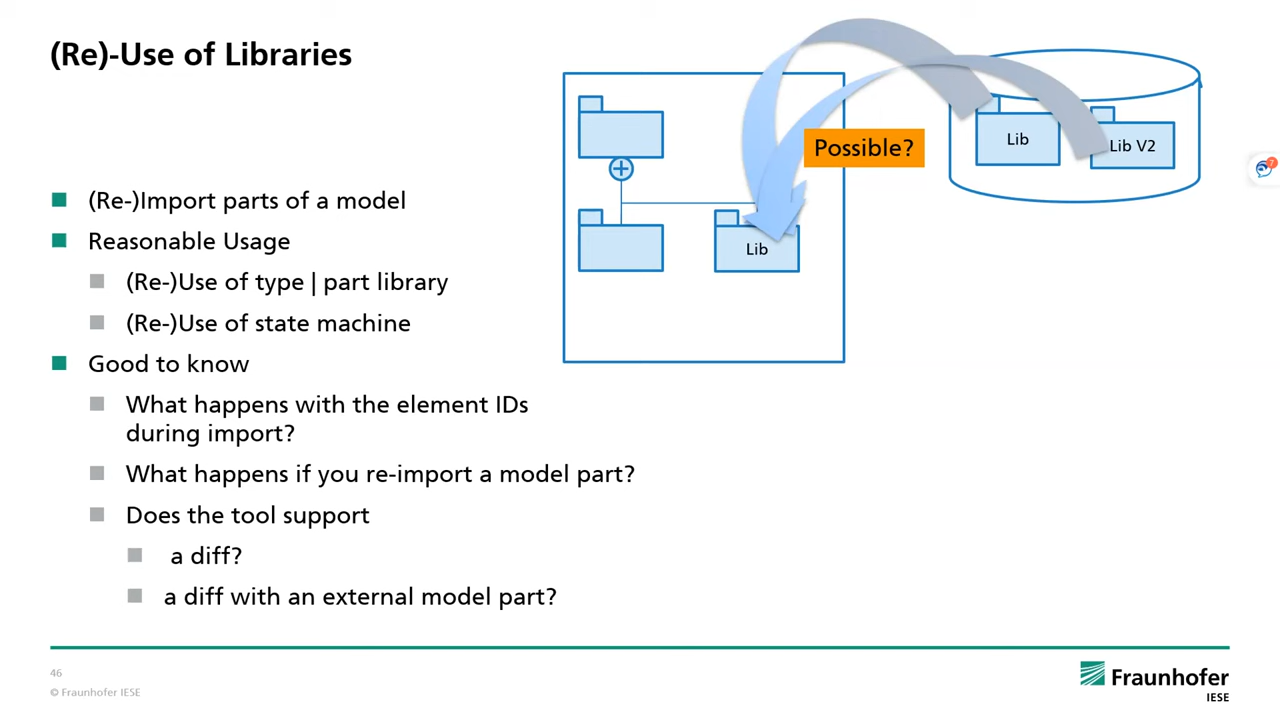 (Re)-Use of Libraries
Lib
Lib V2
Possible?
Lib
(Re-)Import parts of a model
Reasonable Usage
(Re-)Use of type | part library
(Re-)Use of state machine
Good to know
What happens with the element IDs
during import?
What happens if you re-import a model part?
Does the tool support
a diff?
a diff with an external model part?
7
46
© Fraunhofer IESE
Fraunhofer
IESE